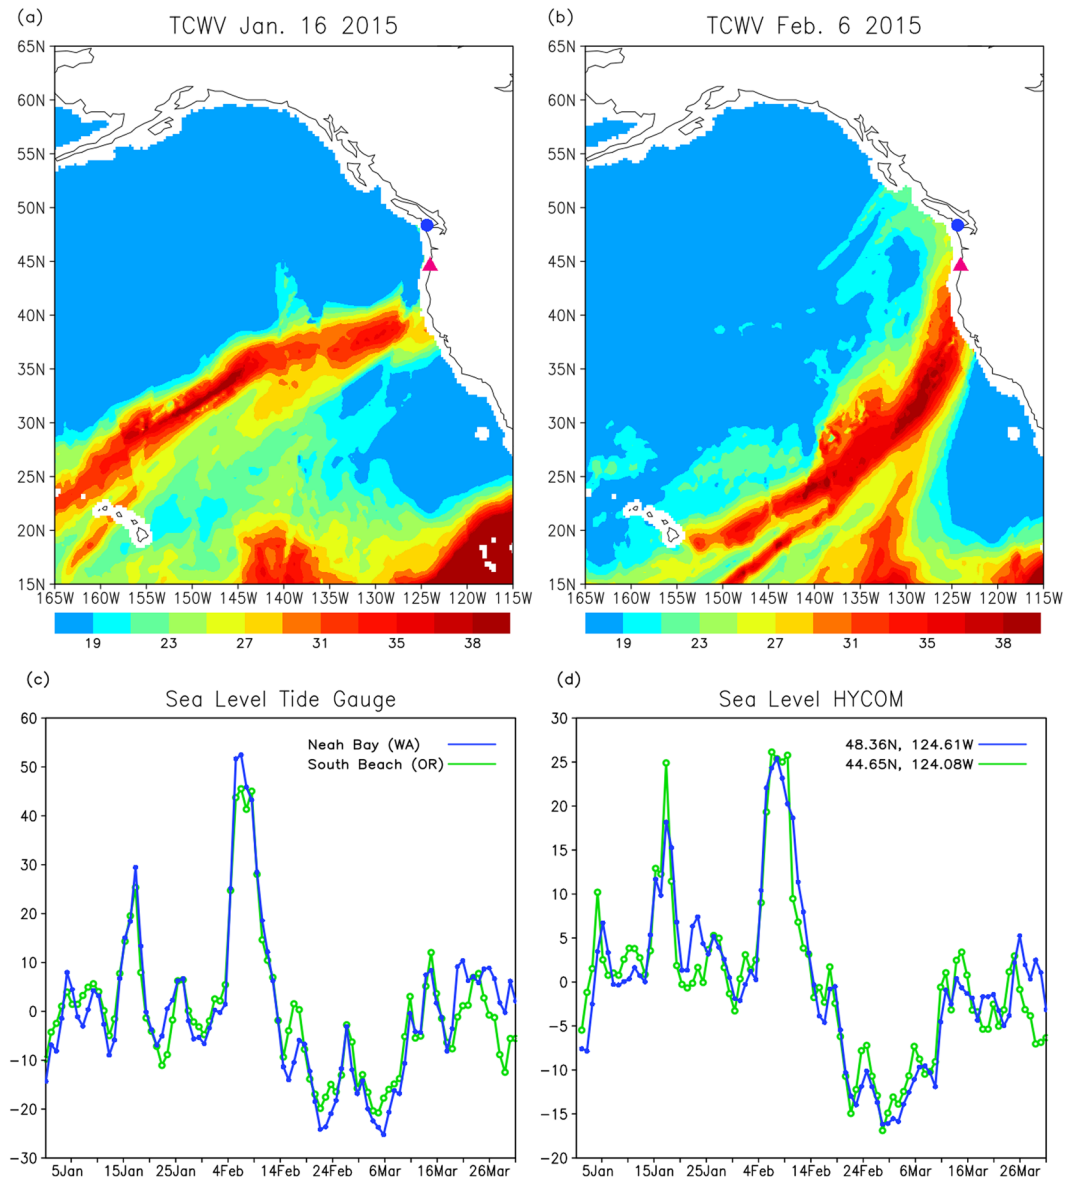 (a)
TCWV Jan. 16 2015
65N
60N
55N
50N
45N
40N
35N
30N
25N
20N
15N
165W 160W 155W 150W 145W 140W 135W 130W 125W 120W 115W
19 23 27 31 35 38
(b)
TCWV Feb. 6 2015
65N
60N
55N
50N
45N
40N
35N
30N
25N
20N
15N
165W 160W 155W 150W 145W 140W 135W 130W 125W 120W 115W
19 23 27 31 35 38
(c)
Sea Level Tide Gauge
60
50
40
30
20
10
0
−10
−20
−30
Neah Bay (WA)
South Beach (OR)
5Jan 15Jan 25Jan 4Feb 14Feb 24Feb 6Mar 16Mar 26Mar
(d)
Sea Level HYCOM
30
25
20
15
10
5
0
−5
−10
−15
−20
48.36N, 124.61W
44.65N, 124.08W
5Jan 15Jan 25Jan 4Feb 14Feb 24Feb 6Mar 16Mar 26Mar